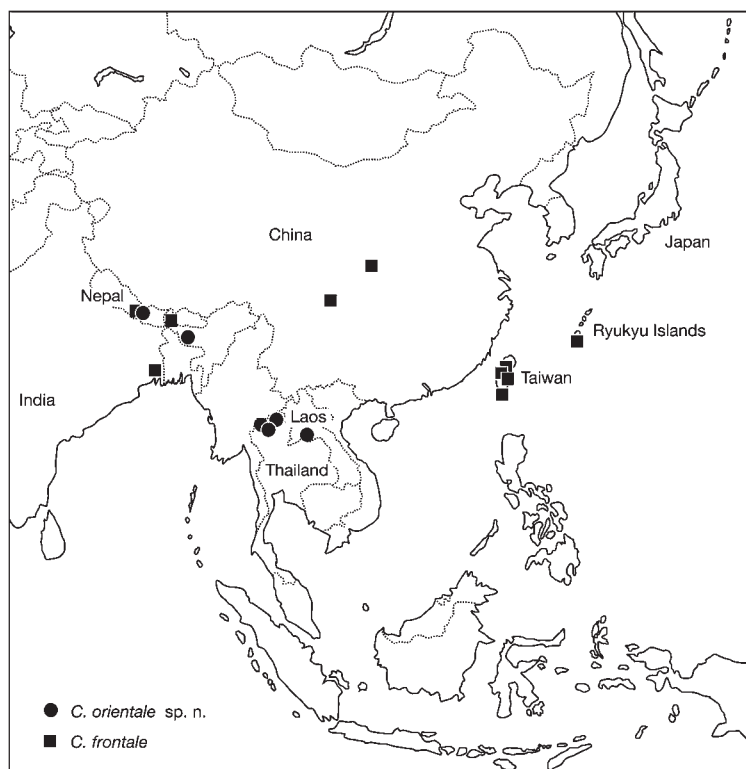 China
Japan
Nepal
Ryukyu Islands
Taiwan
India
Laos
Thailand
C. orientale sp. n.
C. frontale